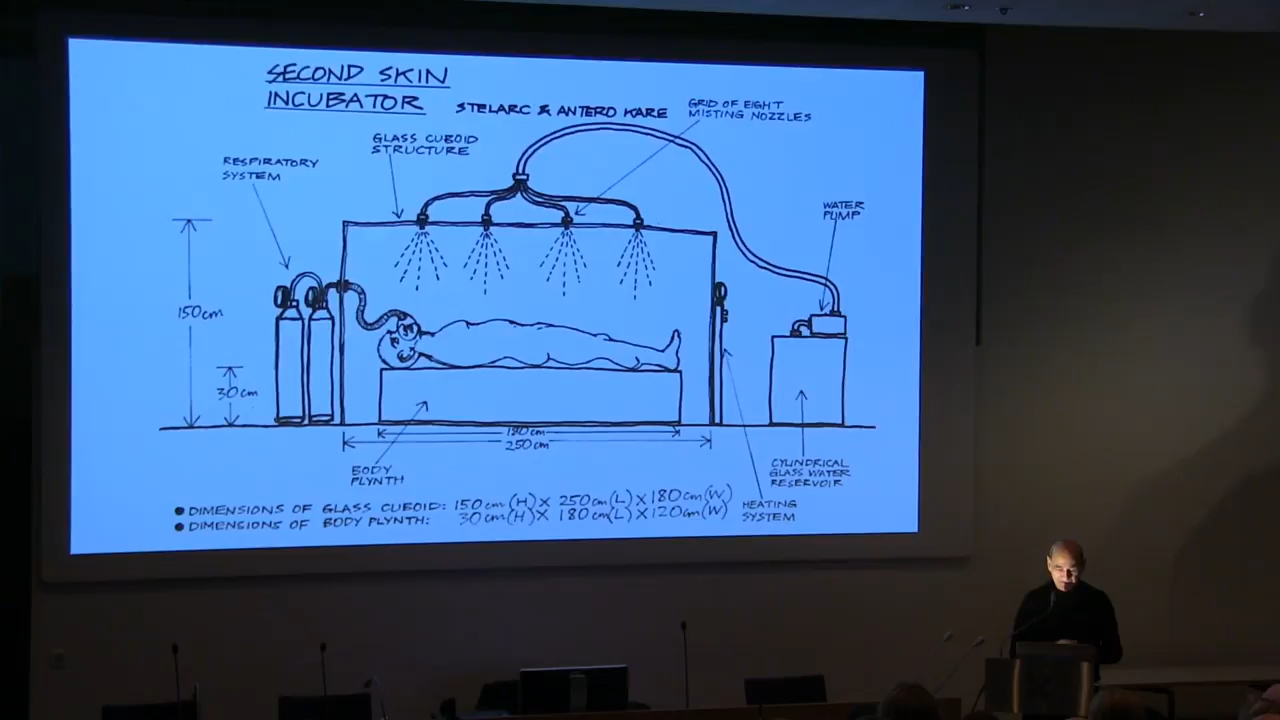 SECOND SKIN
INCUBATOR
STELARC & ANTERO KARE
GRID OF EIGHT
MISTING NOZZLES
GLASS CUBOID
STRUCTURE
RESPIRATORY
SYSTEM
WATER
PUMP
150cm
30cm
180cm
250cm
BODY
PLYNTH
CYLINDRICAL
GLASS WATER
RESERVOIR
HEATING
SYSTEM
● DIMENSIONS OF GLASS CUBOID: 150cm (H) X 250cm (L) X 180cm (W)
● DIMENSIONS OF BODY PLYNTH: 30cm (H) X 180cm (L) X 120cm (W)